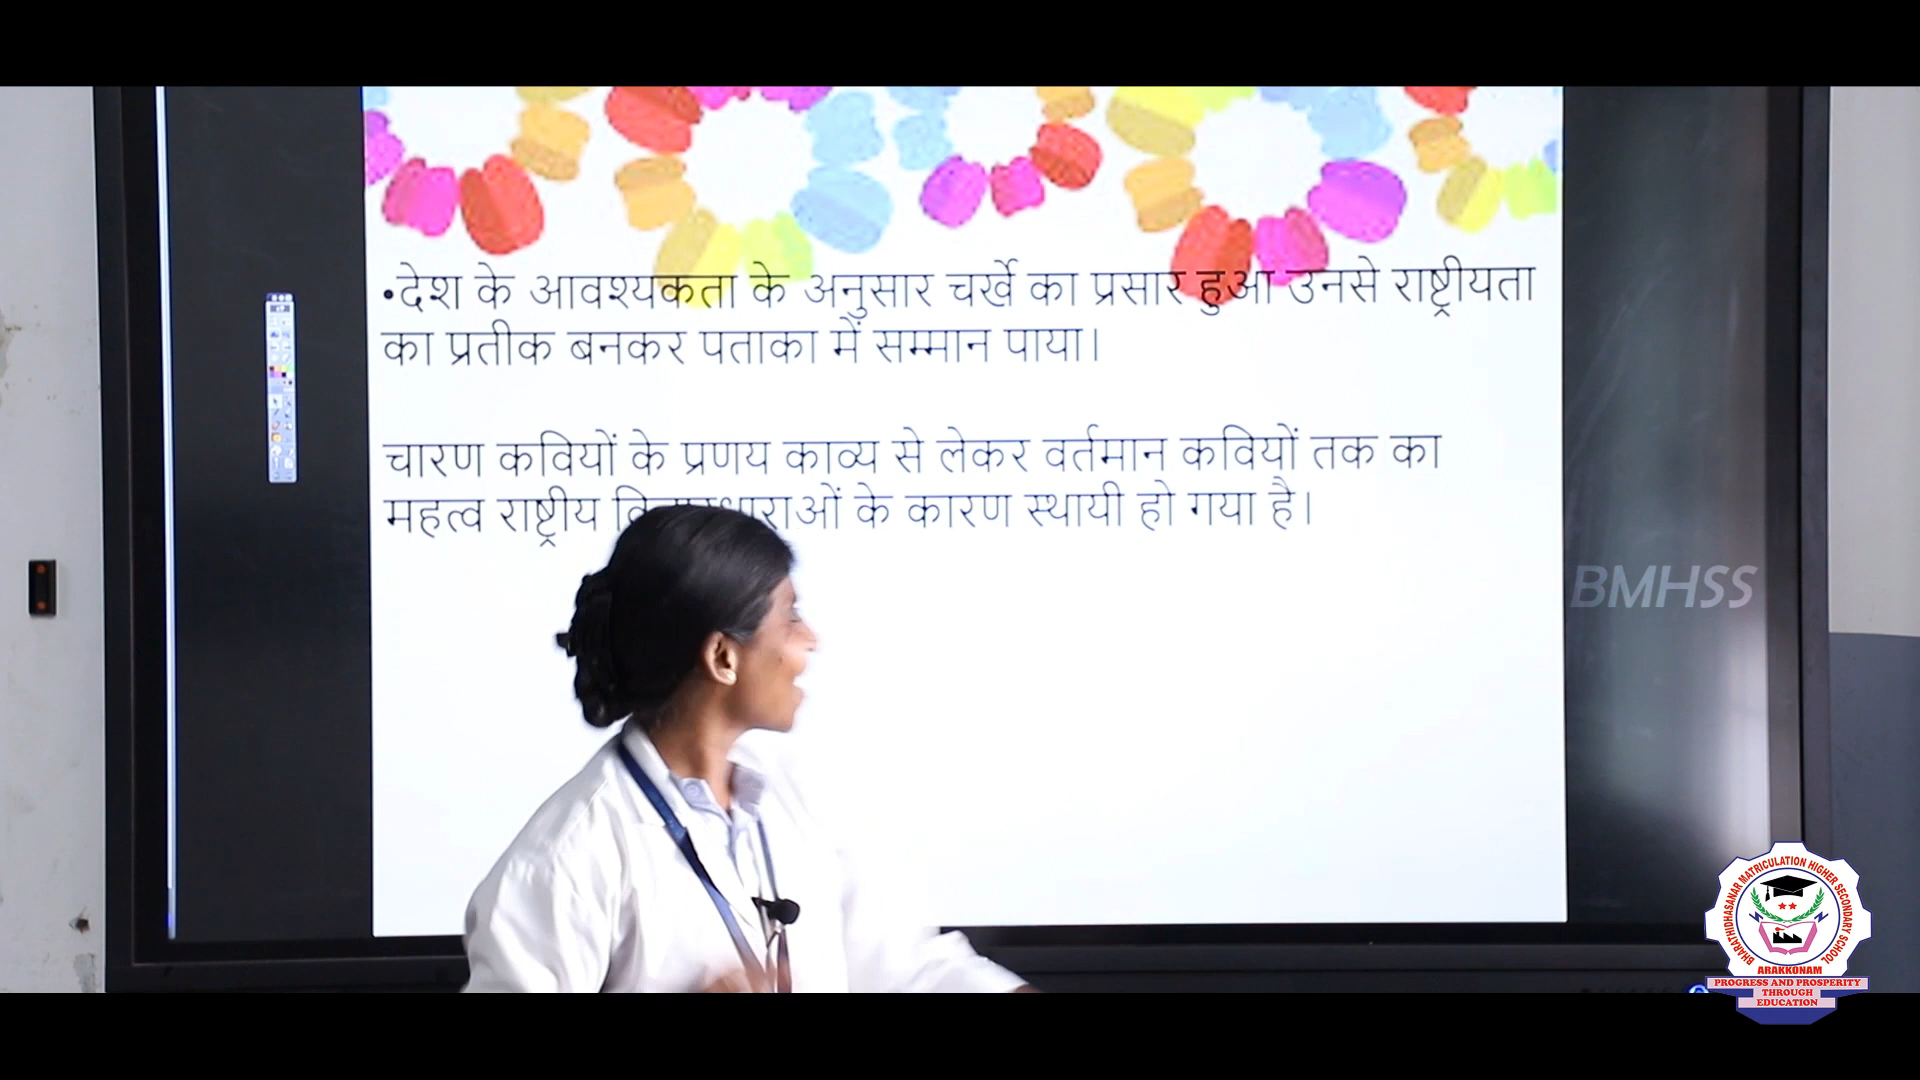 •देश के आवश्यकता के अनुसार चर्खे का प्रसार हुआ उनसे राष्ट्रीयता
का प्रतीक बनकर पताका में सम्मान पाया।
चारण कवियों के प्रणय काव्य से लेकर वर्तमान कवियों तक का
महत्व राष्ट्रीय के कारण स्थायी हो गया है।
BMHSS
BHARATHIDHASANAR MATRICULATION HIGHER SECONDARY SCHOOL
ARAKKONAM
PROGRESS AND PROSPERITY
THROUGH
EDUCATION